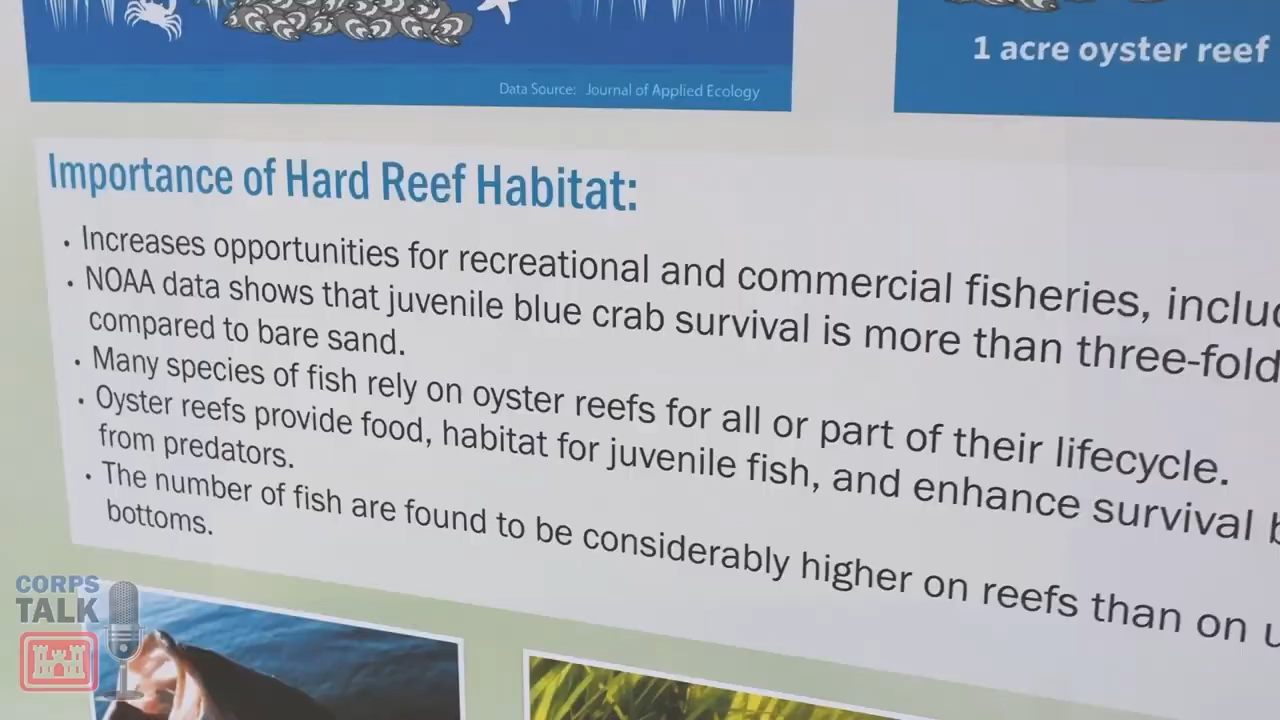 Data Source: Journal of Applied Ecology
1 acre oyster reef
Importance of Hard Reef Habitat:
• Increases opportunities for recreational and commercial fisheries,
• NOAA data shows that juvenile blue crab survival is more than three-fold
compared to bare sand.
• Many species of fish rely on oyster reefs for all or part of their lifecycle.
• Oyster reefs provide food, habitat for juvenile fish, and enhance survival
from predators.
• The number of fish are found to be considerably higher on reefs than on
bottoms.
CORPS
TALK